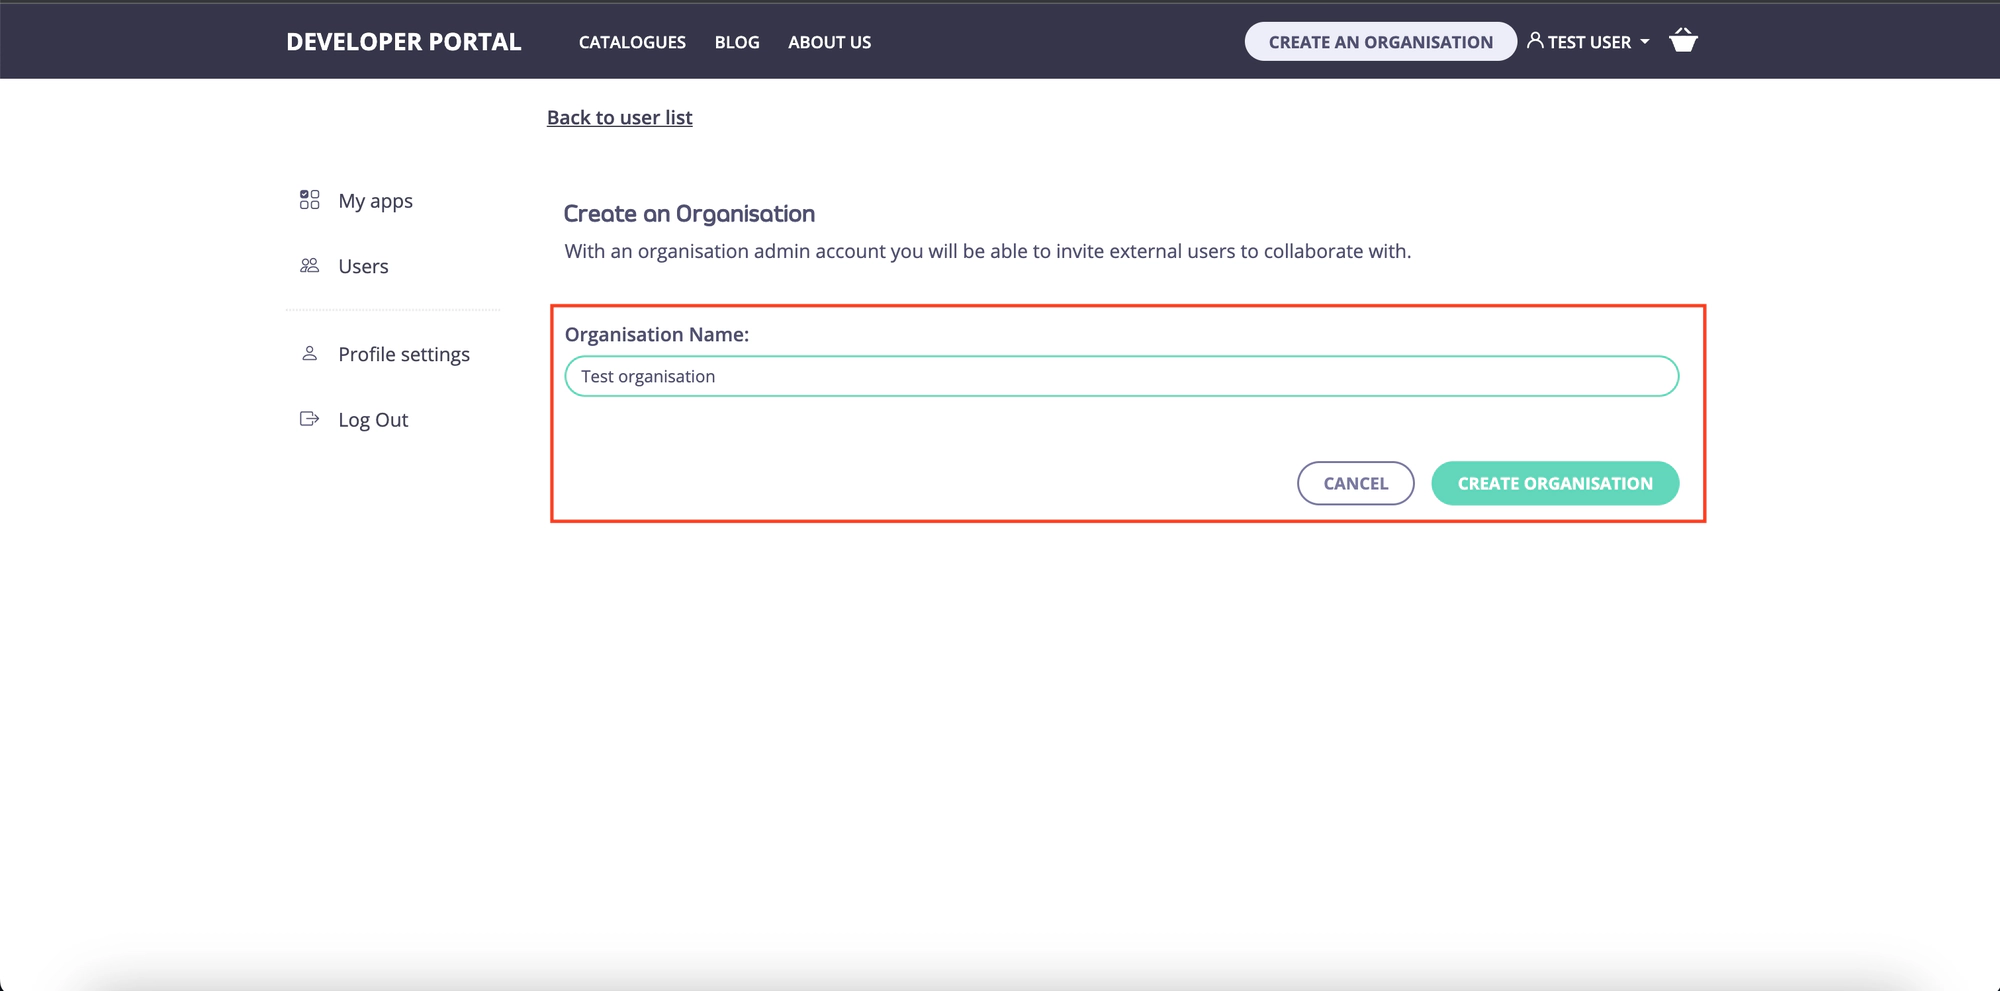 DEVELOPER PORTAL
CATALOGUES
BLOG
ABOUT US
CREATE AN ORGANISATION
TEST USER
Back to user list
My apps
Users
Profile settings
Log Out
Create an Organisation
With an organisation admin account you will be able to invite external users to collaborate with.
Organisation Name:
Test organisation
CANCEL
CREATE ORGANISATION